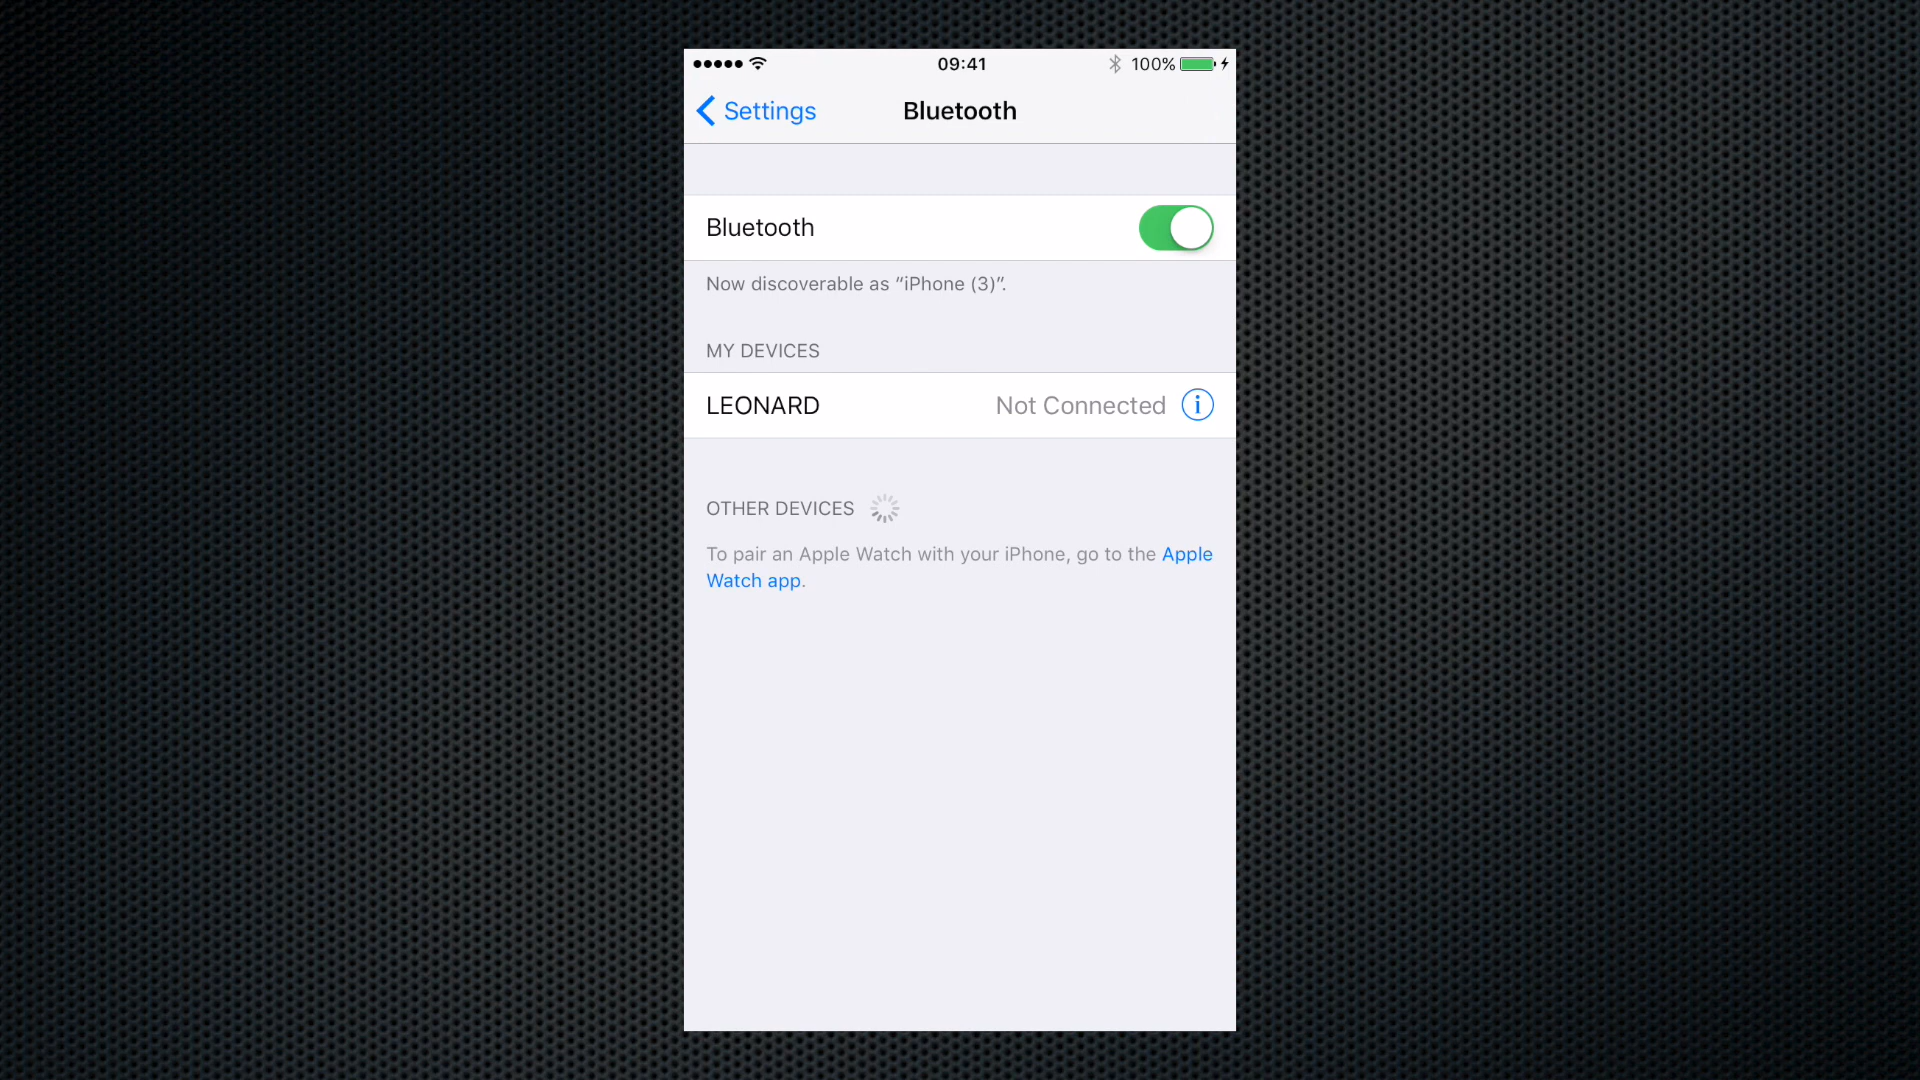 09:41
100%
Settings
Bluetooth
Bluetooth
Now discoverable as “iPhone (3)”.
MY DEVICES
LEONARD Not Connected i
OTHER DEVICES
To pair an Apple Watch with your iPhone, go to the Apple
Watch app.